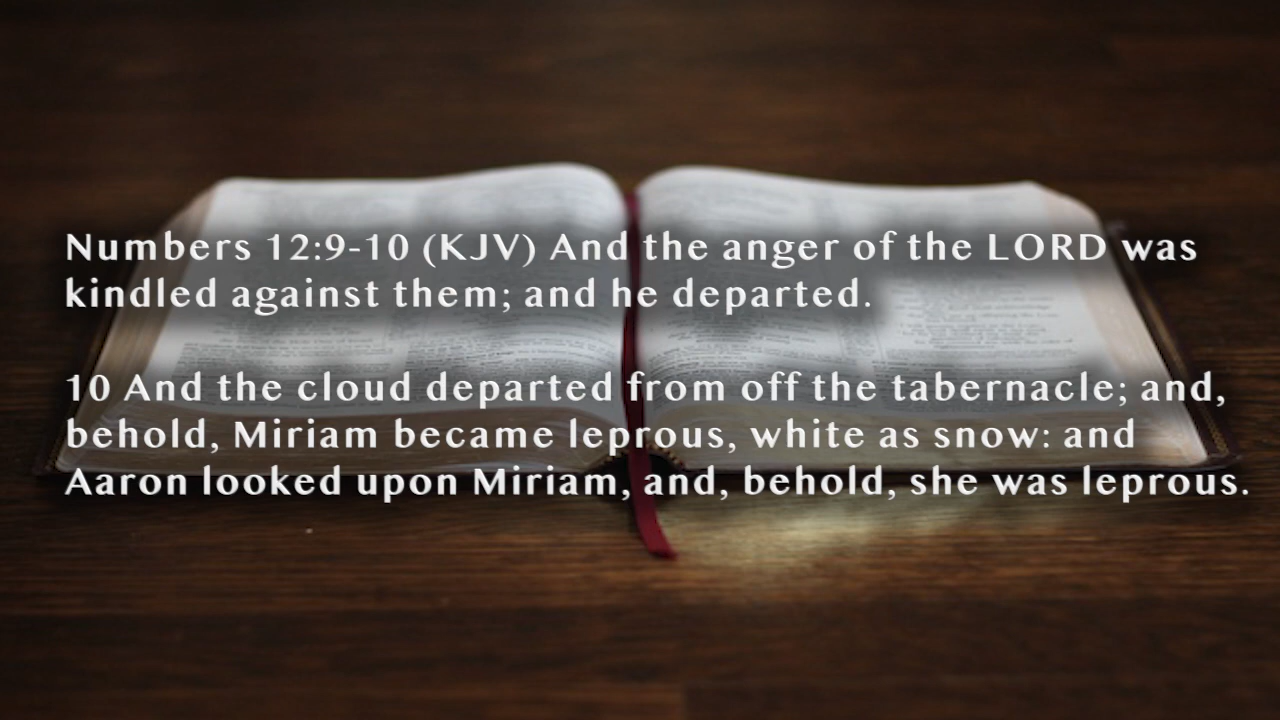 Numbers 12:9-10 (KJV) And the anger of the LORD was
kindled against them; and he departed.
10 And the cloud departed from off the tabernacle; and,
behold, Miriam became leprous, white as snow: and
Aaron looked upon Miriam, and, behold, she was leprous.